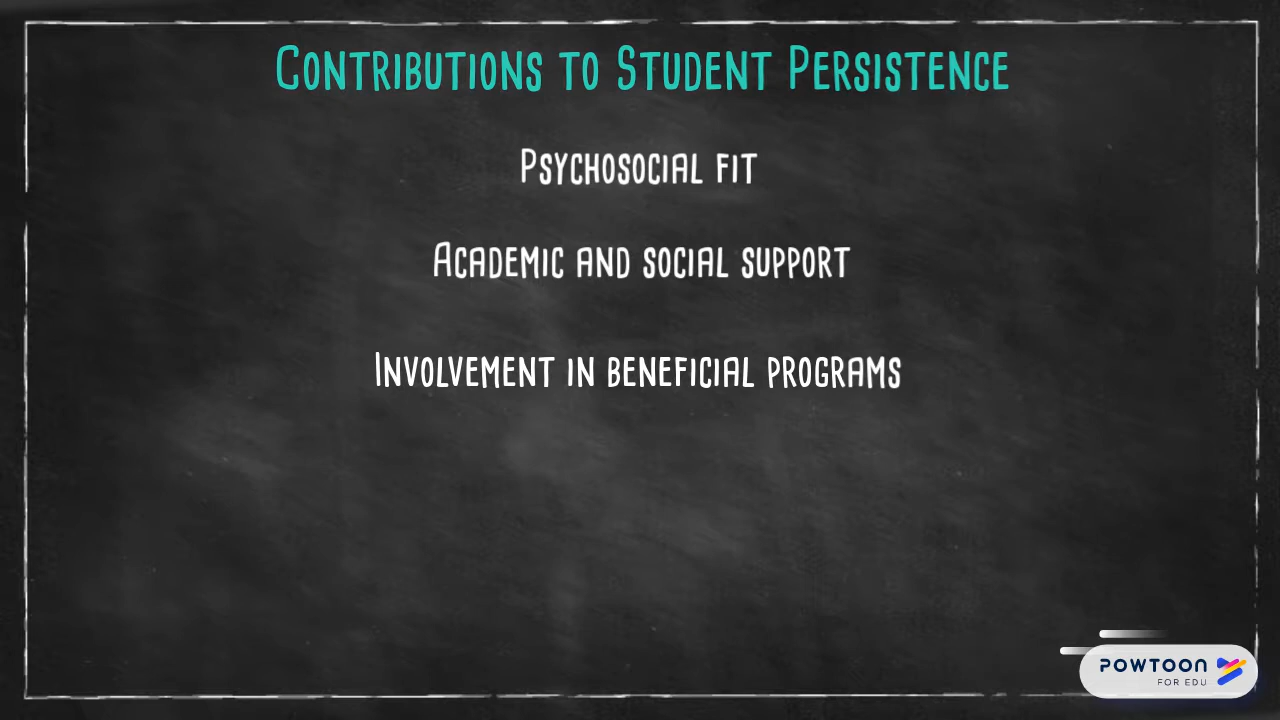 Contributions to Student Persistence
Psychosocial fit
Academic and social support
Involvement in beneficial programs
POWTOON
FOR EDU